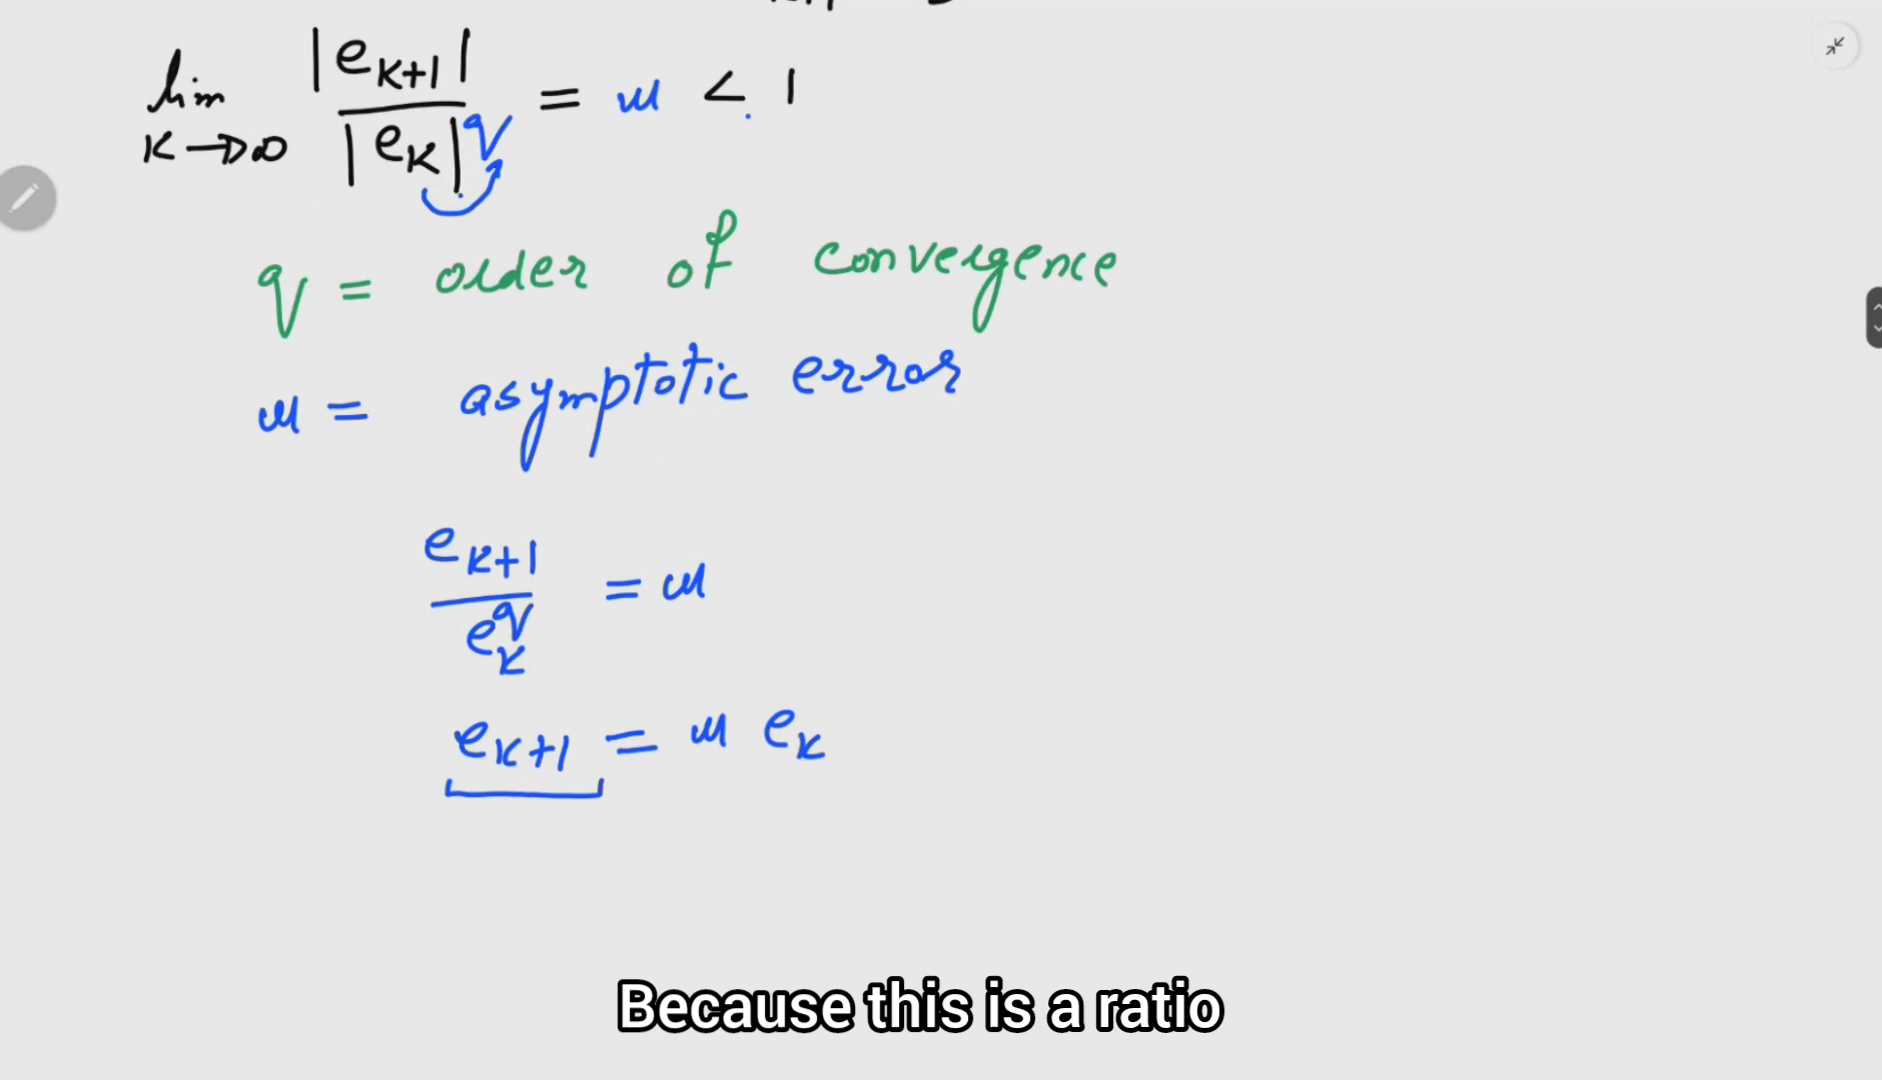 lim k→∞ |e_{k+1}| / |e_k|^q = μ < 1
q = order of convergence
μ = asymptotic error
e_{k+1} / e_k^q = μ
e_{k+1} = μ e_k
Because this is a ratio